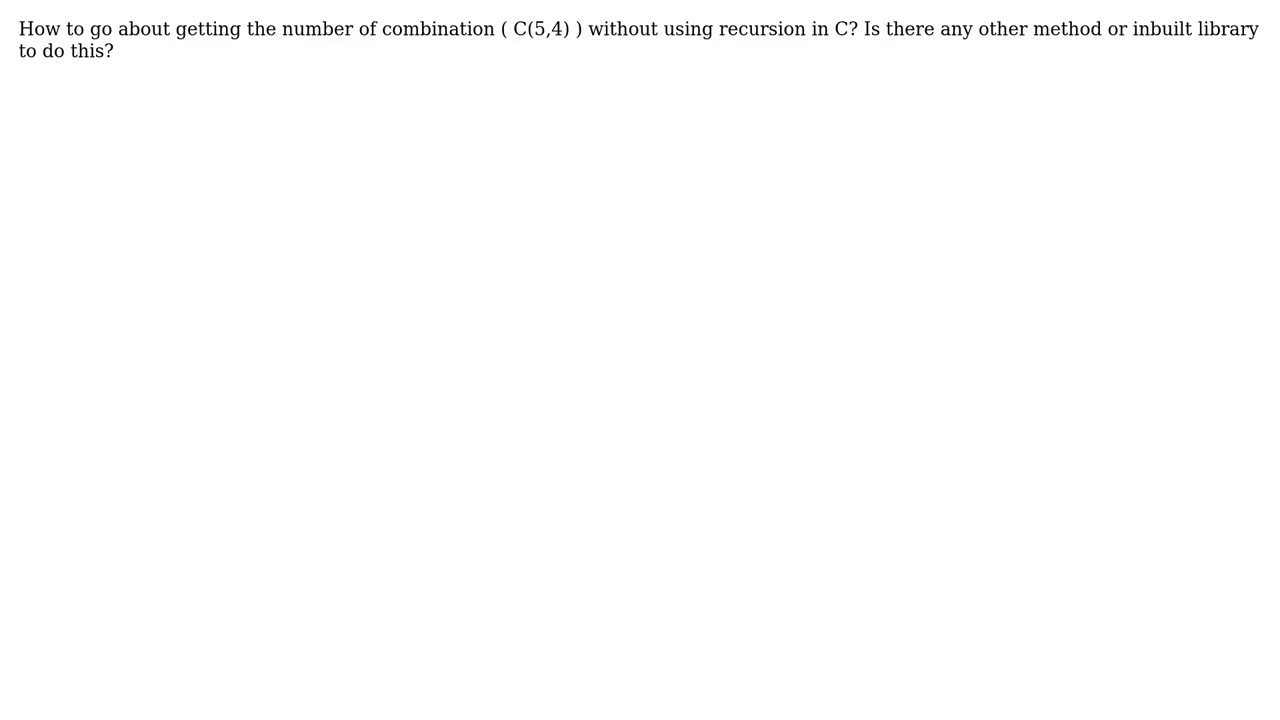 How to go about getting the number of combination ( C(5,4) ) without using recursion in C? Is there any other method or inbuilt library
to do this?